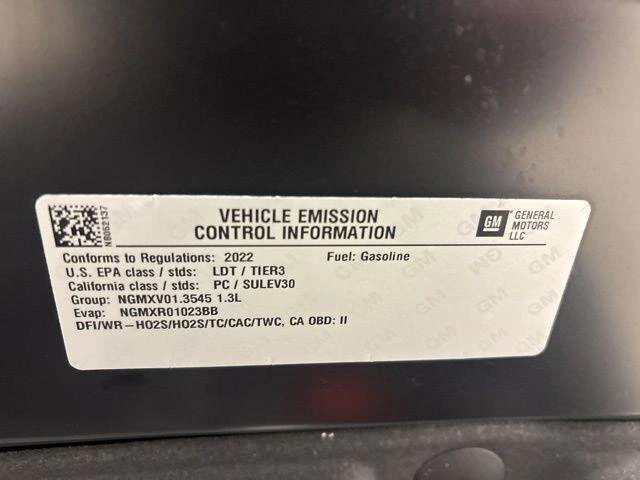 VEHICLE EMISSION
CONTROL INFORMATION
GM
GENERAL
MOTORS
LLC
NB052137
Conforms to Regulations: 2022 Fuel: Gasoline
U.S. EPA class / stds: LDT / TIER3
California class / stds: PC / SULEV30
Group: NGMXV01.3545 1.3L
Evap: NGMXR01023BB
DFI/WR-HO2S/HO2S/TC/CAC/TWC, CA OBD: II